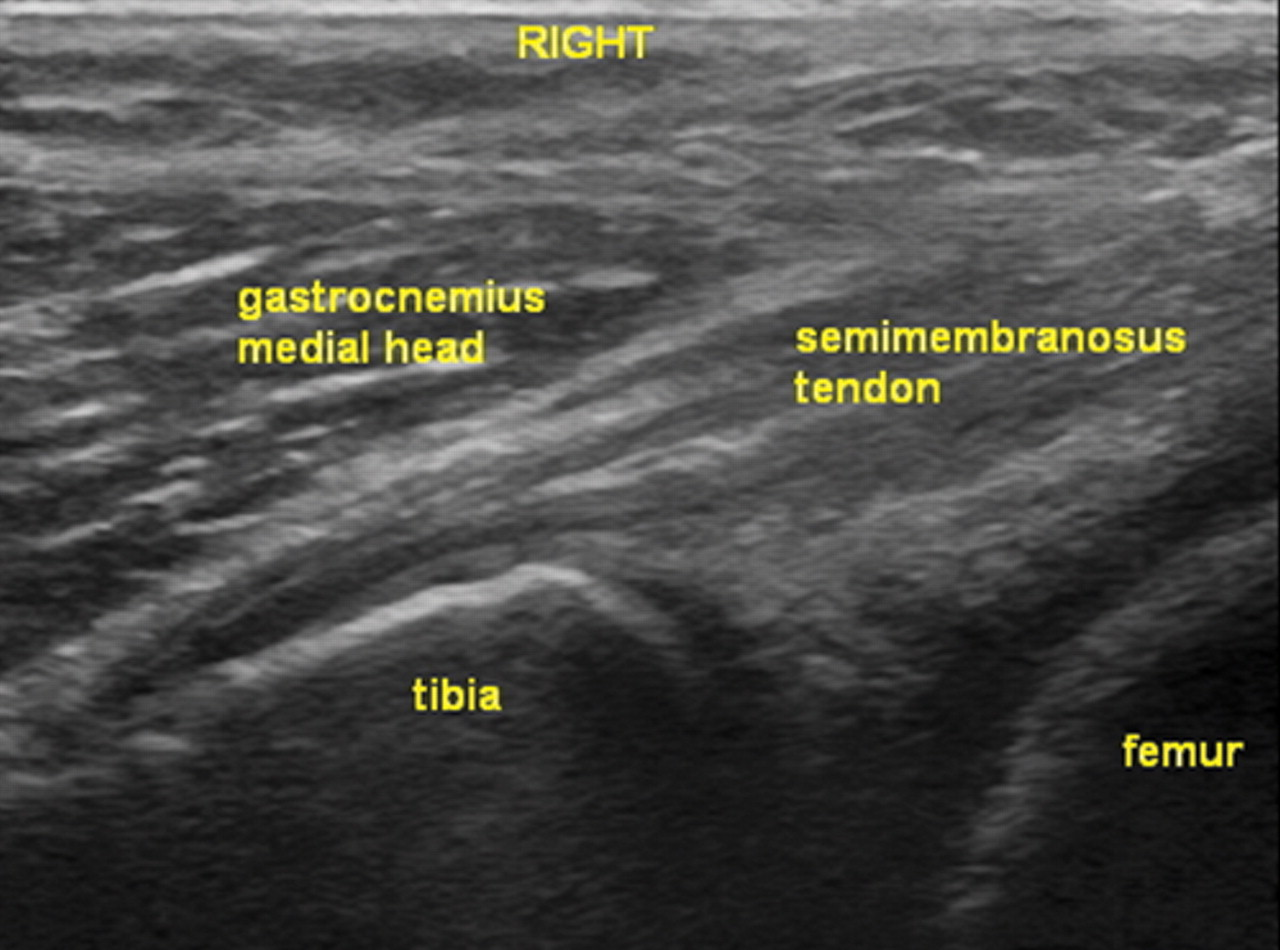 RIGHT
gastrocnemius
medial head
semimembranosus
tendon
tibia
femur